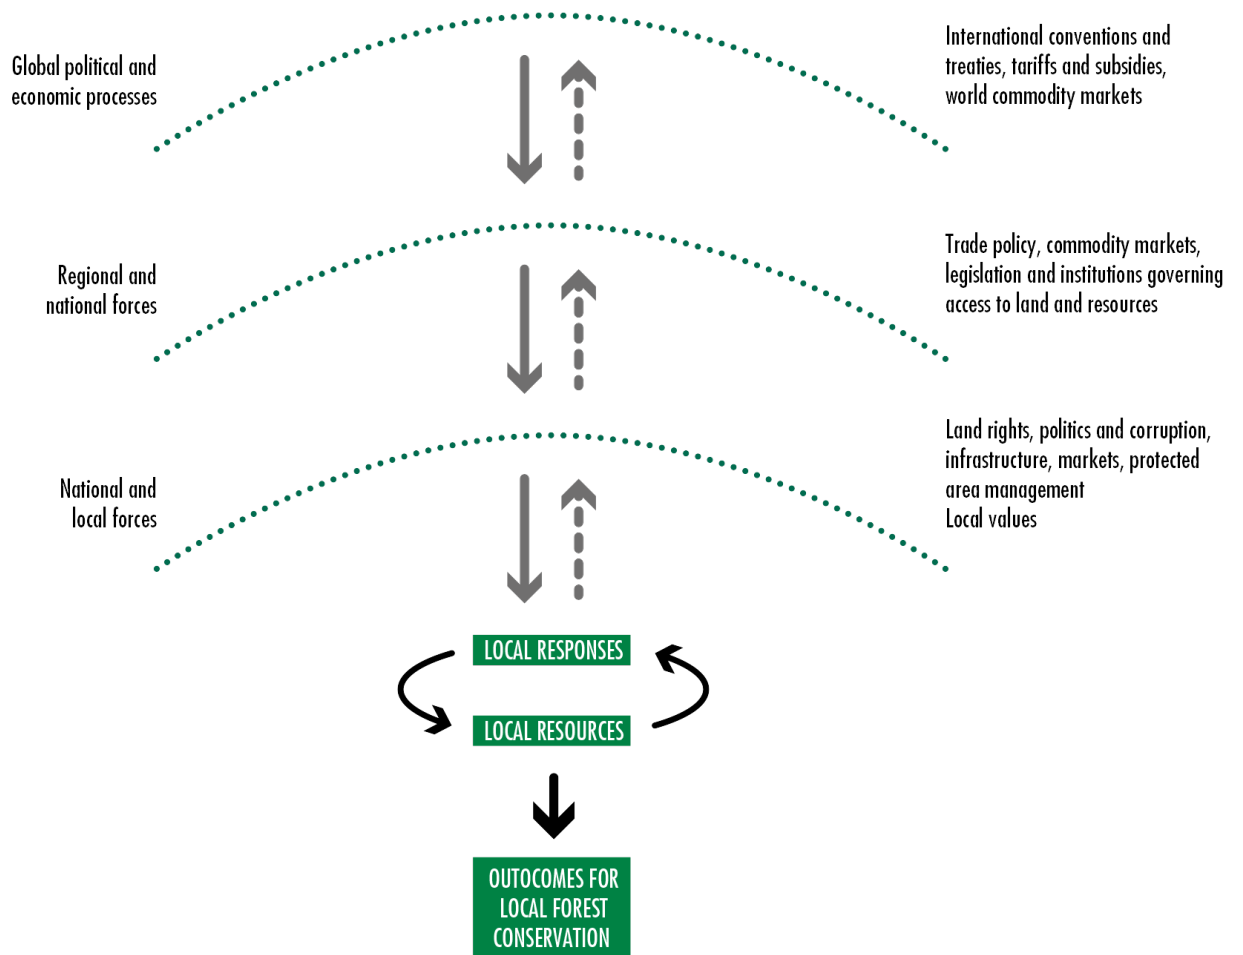 Global political and
economic processes
International conventions and
treaties, tariffs and subsidies,
world commodity markets
Regional and
national forces
Trade policy, commodity markets,
legislation and institutions governing
access to land and resources
National and
local forces
Land rights, politics and corruption,
infrastructure, markets, protected
area management
Local values
LOCAL RESPONSES
LOCAL RESOURCES
OUTOCOMES FOR
LOCAL FOREST
CONSERVATION